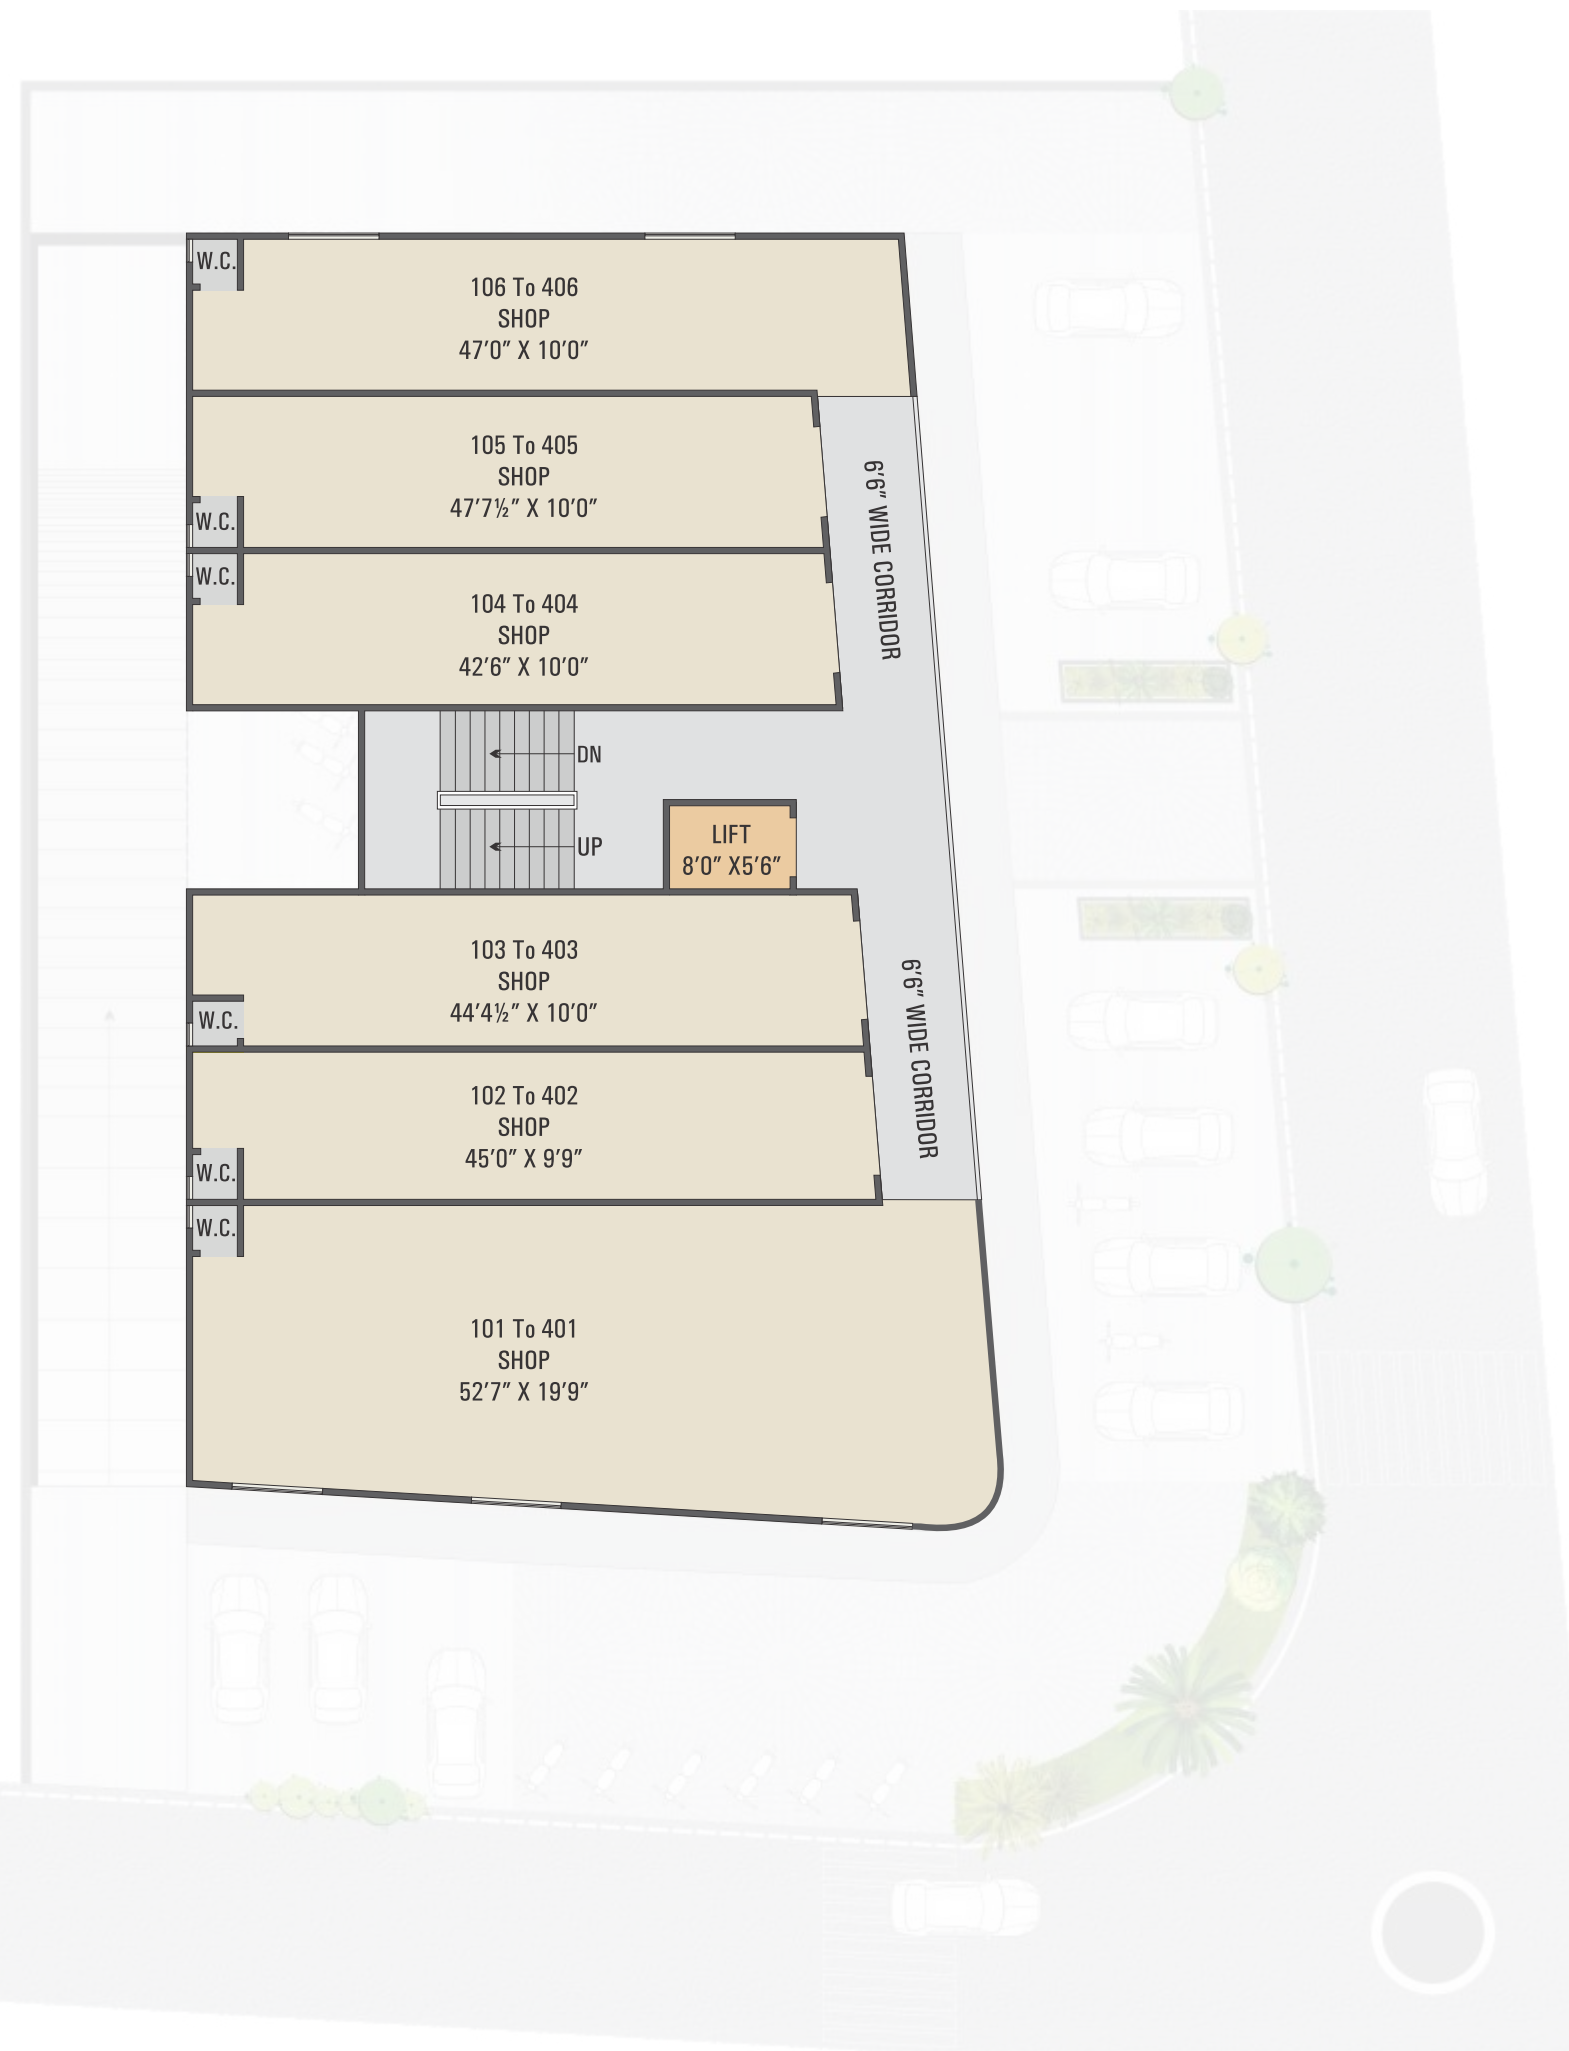 W.C.
106 To 406
SHOP
47'0" X 10'0"
105 To 405
SHOP
47'7½" X 10'0"
W.C.
6'6" WIDE CORRIDOR
W.C.
104 To 404
SHOP
42'6" X 10'0"
DN
UP
LIFT
8'0" X5'6"
103 To 403
SHOP
44'4½" X 10'0"
W.C.
6'6" WIDE CORRIDOR
102 To 402
SHOP
45'0" X 9'9"
W.C.
W.C.
101 To 401
SHOP
52'7" X 19'9"